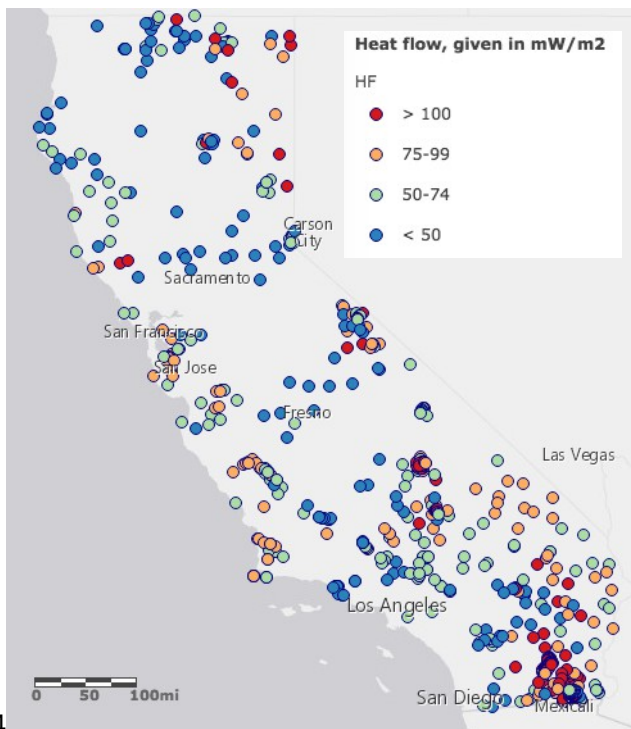 Heat flow, given in mW/m2
HF
> 100
75-99
50-74
< 50
Carson
City
Sacramento
San Francisco
San Jose
Fresno
Las Vegas
Los Angeles
San Diego
Mexicali
0 50 100mi
1